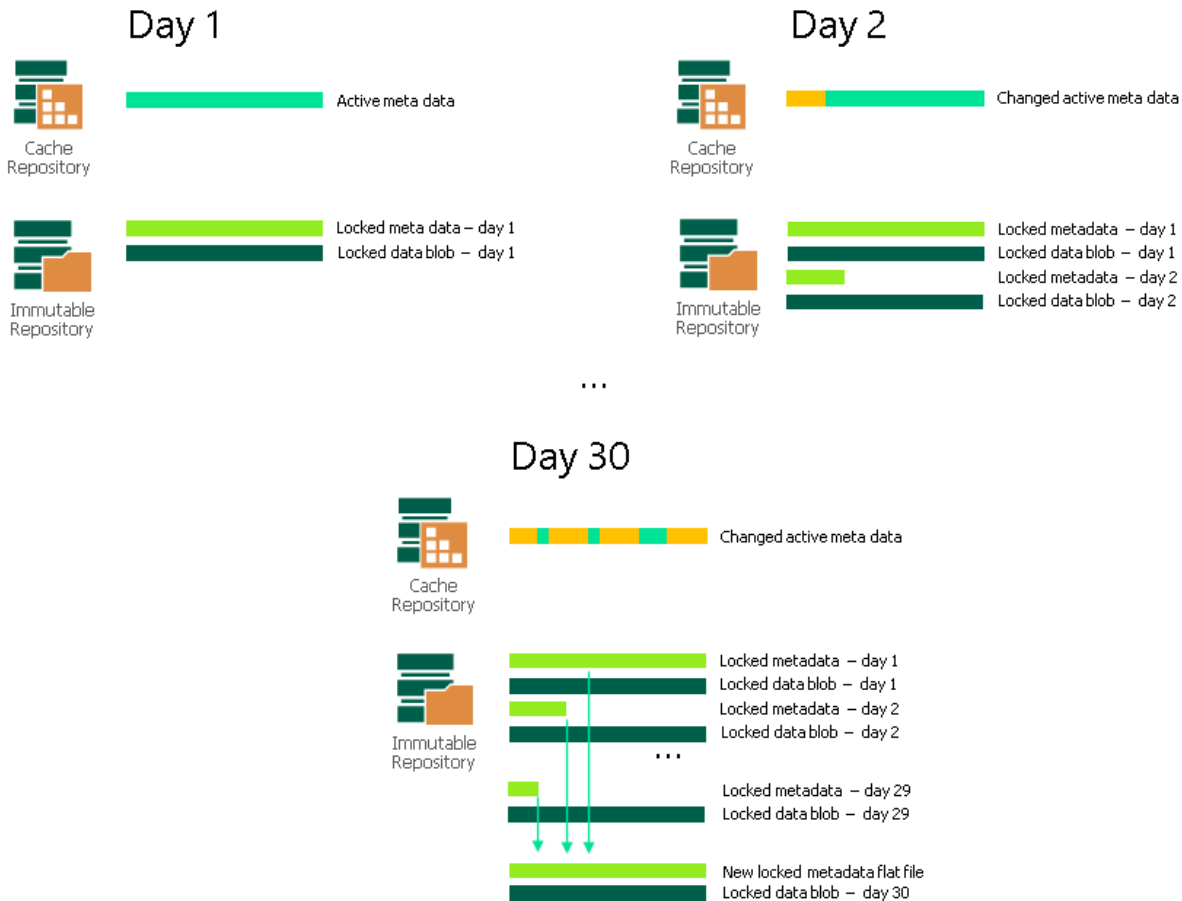 Day 1
Active meta data
Cache
Repository
Locked meta data – day 1
Locked data blob – day 1
Immutable
Repository
Day 2
Changed active meta data
Cache
Repository
Locked metadata – day 1
Locked data blob – day 1
Locked metadata – day 2
Locked data blob – day 2
Immutable
Repository
...
Day 30
Changed active meta data
Cache
Repository
Locked metadata – day 1
Locked data blob – day 1
Locked metadata – day 2
Locked data blob – day 2
Immutable
Repository
...
Locked metadata – day 29
Locked data blob – day 29
New locked metadata flat file
Locked data blob – day 30